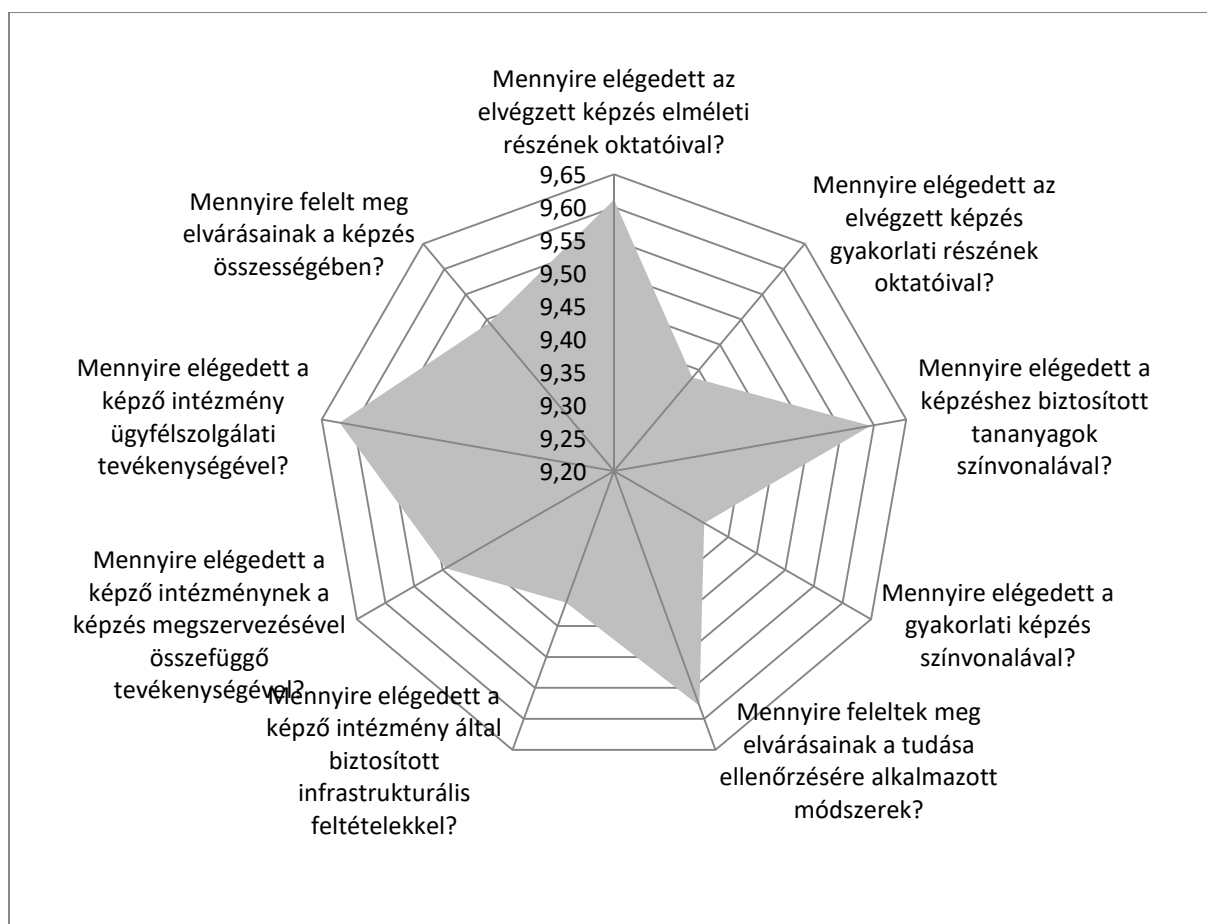 Mennyire elégedett az
elvégzett képzés elméleti
részének oktatóival?
9,65
9,60
9,55
9,50
9,45
9,40
9,35
9,30
9,25
9,20
Mennyire elégedett az
elvégzett képzés
gyakorlati részének
oktatóival?
Mennyire elégedett a
képzéshez biztosított
tananyagok
színvonalával?
Mennyire elégedett a
gyakorlati képzés
színvonalával?
Mennyire feleltek meg
elvárásainak a tudása
ellenőrzésére alkalmazott
módszerek?
Mennyire elégedett a
képző intézmény által
biztosított
infrastrukturális
feltételekkel?
Mennyire elégedett a
képző intézménynek a
képzés megszervezésével
összefüggő
tevékenységével?
Mennyire elégedett a
képző intézmény
ügyfélszolgálati
tevékenységével?
Mennyire felelt meg
elvárásainak a képzés
összességében?